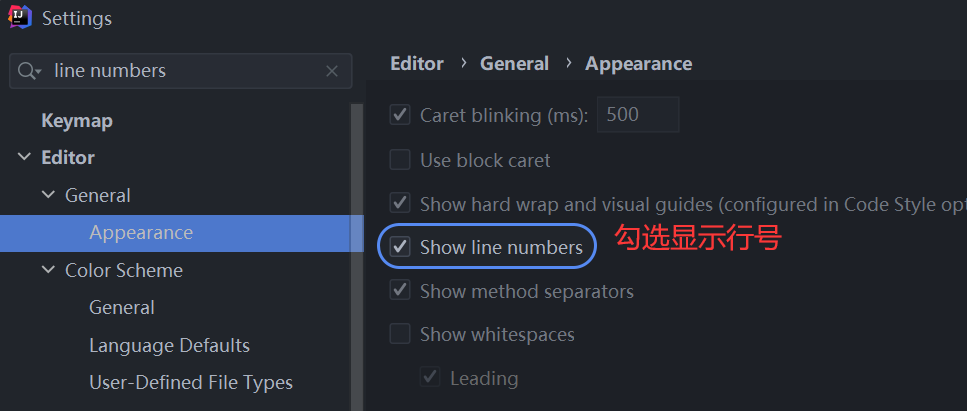 IJ
Settings
line numbers
Keymap
Editor
General
Appearance
Color Scheme
General
Language Defaults
User-Defined File Types
Editor › General › Appearance
Caret blinking (ms): 500
Use block caret
Show hard wrap and visual guides (configured in Code Style opt
Show line numbers 勾选显示行号
Show method separators
Show whitespaces
Leading